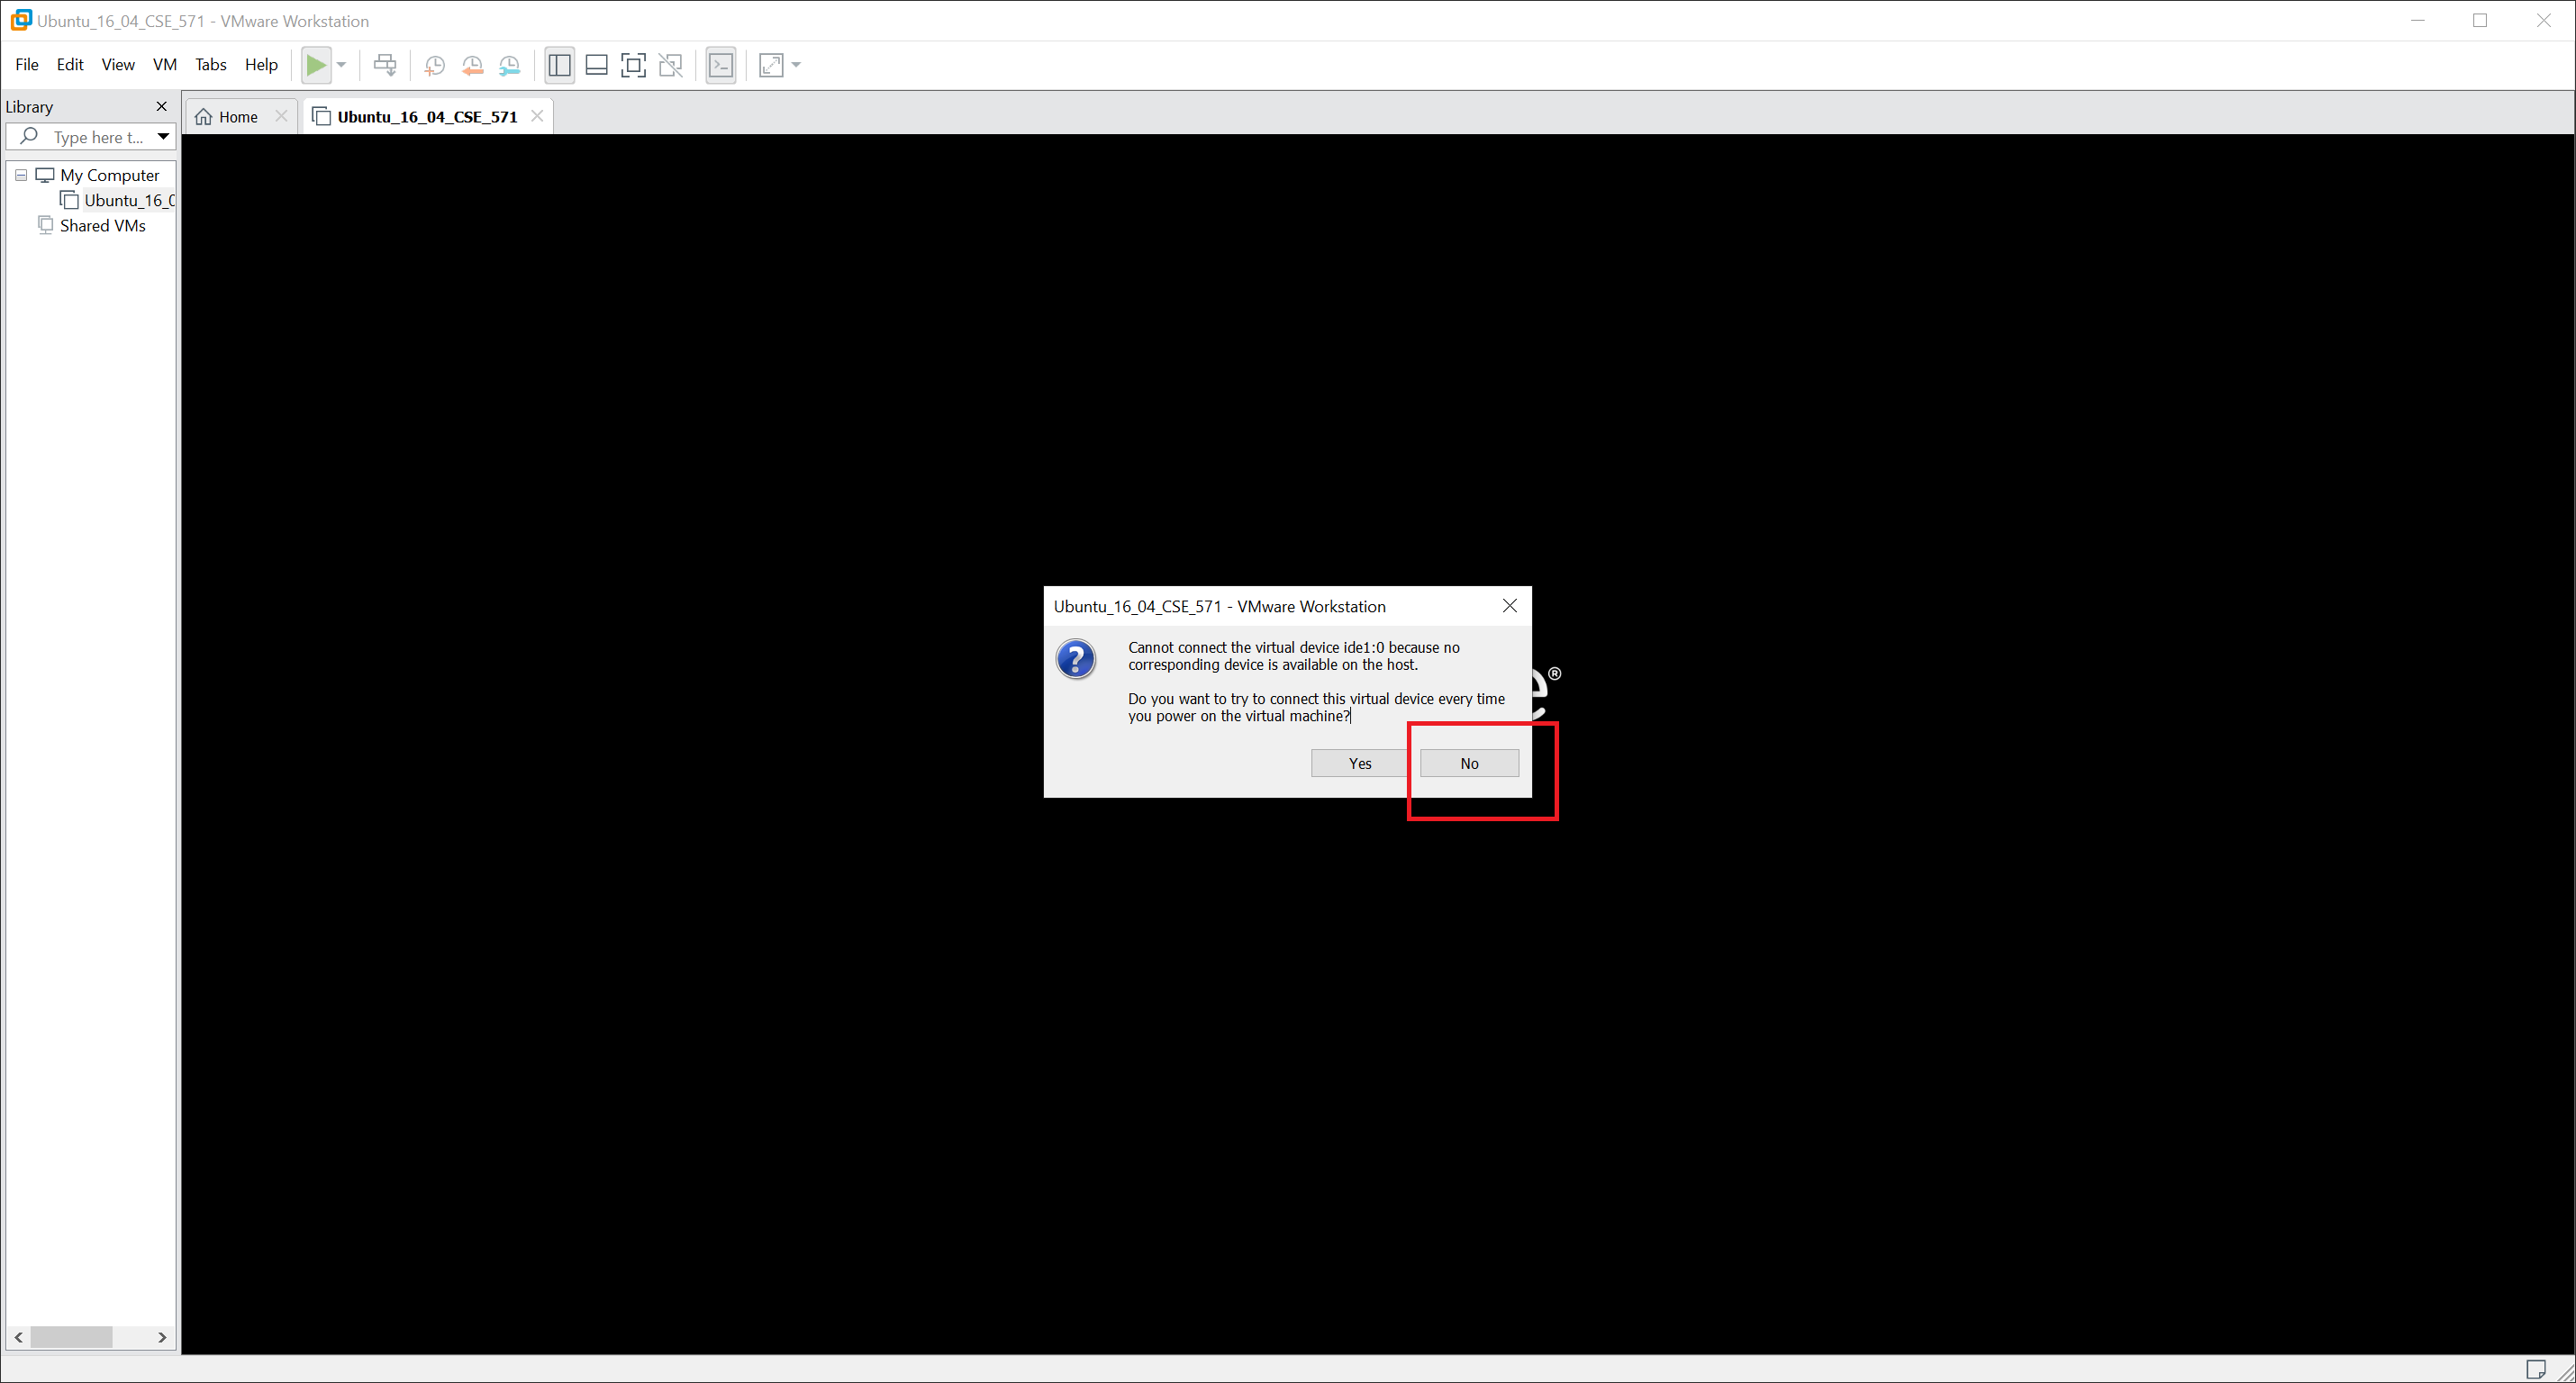 Ubuntu_16_04_CSE_571 - VMware Workstation
File Edit View VM Tabs Help
Library
Home
Ubuntu_16_04_CSE_571
Type here t...
My Computer
Ubuntu_16_0
Shared VMs
Ubuntu_16_04_CSE_571 - VMware Workstation
Cannot connect the virtual device ide1:0 because no
corresponding device is available on the host.
Do you want to try to connect this virtual device every time
you power on the virtual machine?
Yes
No
e®